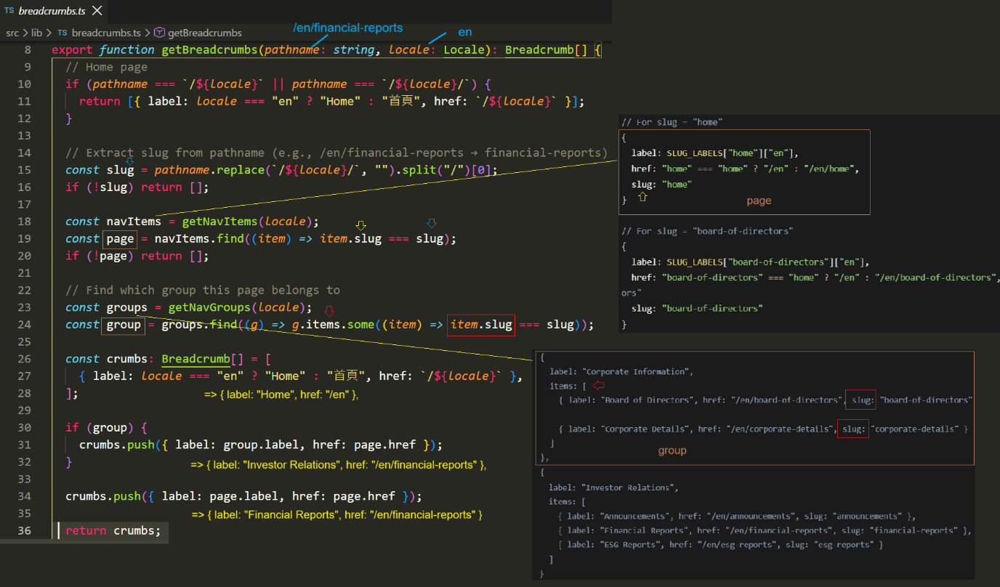 TS breadcrumbs.ts
src > lib > TS breadcrumbs.ts > getBreadcrumbs
/en/financial-reports
en
8 export function getBreadcrumbs(pathname: string, locale: Locale): Breadcrumb[] {
9 // Home page
10 if (pathname === `/${locale}` || pathname === `/${locale}/`) {
11 return [{ label: locale === "en" ? "Home" : "首頁", href: `/${locale}` }];
12 }
13
14 // Extract slug from pathname (e.g., /en/financial-reports → financial-reports)
15 const slug = pathname.replace(`/${locale}/`, "").split("/")[0];
16 if (!slug) return [];
17
18 const navItems = getNavItems(locale);
19 const page = navItems.find((item) => item.slug === slug);
20 if (!page) return [];
21
22 // Find which group this page belongs to
23 const groups = getNavGroups(locale);
24 const group = groups.find((g) => g.items.some((item) => item.slug === slug));
25
26 const crumbs: Breadcrumb[] = [
27 { label: locale === "en" ? "Home" : "首頁", href: `/${locale}` },
28 ];
=> { label: "Home", href: "/en" },
29
30 if (group) {
31 crumbs.push({ label: group.label, href: page.href });
32 }
=> { label: "Investor Relations", href: "/en/financial-reports" },
33
34 crumbs.push({ label: page.label, href: page.href });
35
=> { label: "Financial Reports", href: "/en/financial-reports" }
36 return crumbs;
// For slug = "home"
{
label: SLUG_LABELS["home"]["en"],
href: "home" === "home" ? "/en" : "/en/home",
slug: "home"
}
page
// For slug = "board-of-directors"
{
label: SLUG_LABELS["board-of-directors"]["en"],
href: "board-of-directors" === "home" ? "/en" : "/en/board-of-directors",
ors"
slug: "board-of-directors"
}
{
label: "Corporate Information",
items: [
{ label: "Board of Directors", href: "/en/board-of-directors", slug: "board-of-directors"
{ label: "Corporate Details", href: "/en/corporate-details", slug: "corporate-details" }
]
group
},
{
label: "Investor Relations",
items: [
{ label: "Announcements", href: "/en/announcements", slug: "announcements" },
{ label: "Financial Reports", href: "/en/financial-reports", slug: "financial-reports" },
{ label: "ESG Reports", href: "/en/esg-reports", slug: "esg-reports" }
]
}